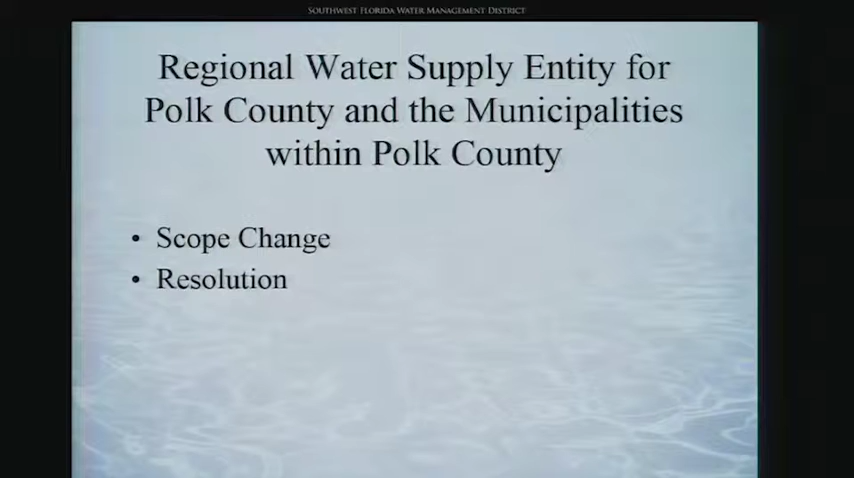 SOUTHWEST FLORIDA WATER MANAGEMENT DISTRICT
Regional Water Supply Entity for
Polk County and the Municipalities
within Polk County
• Scope Change
• Resolution